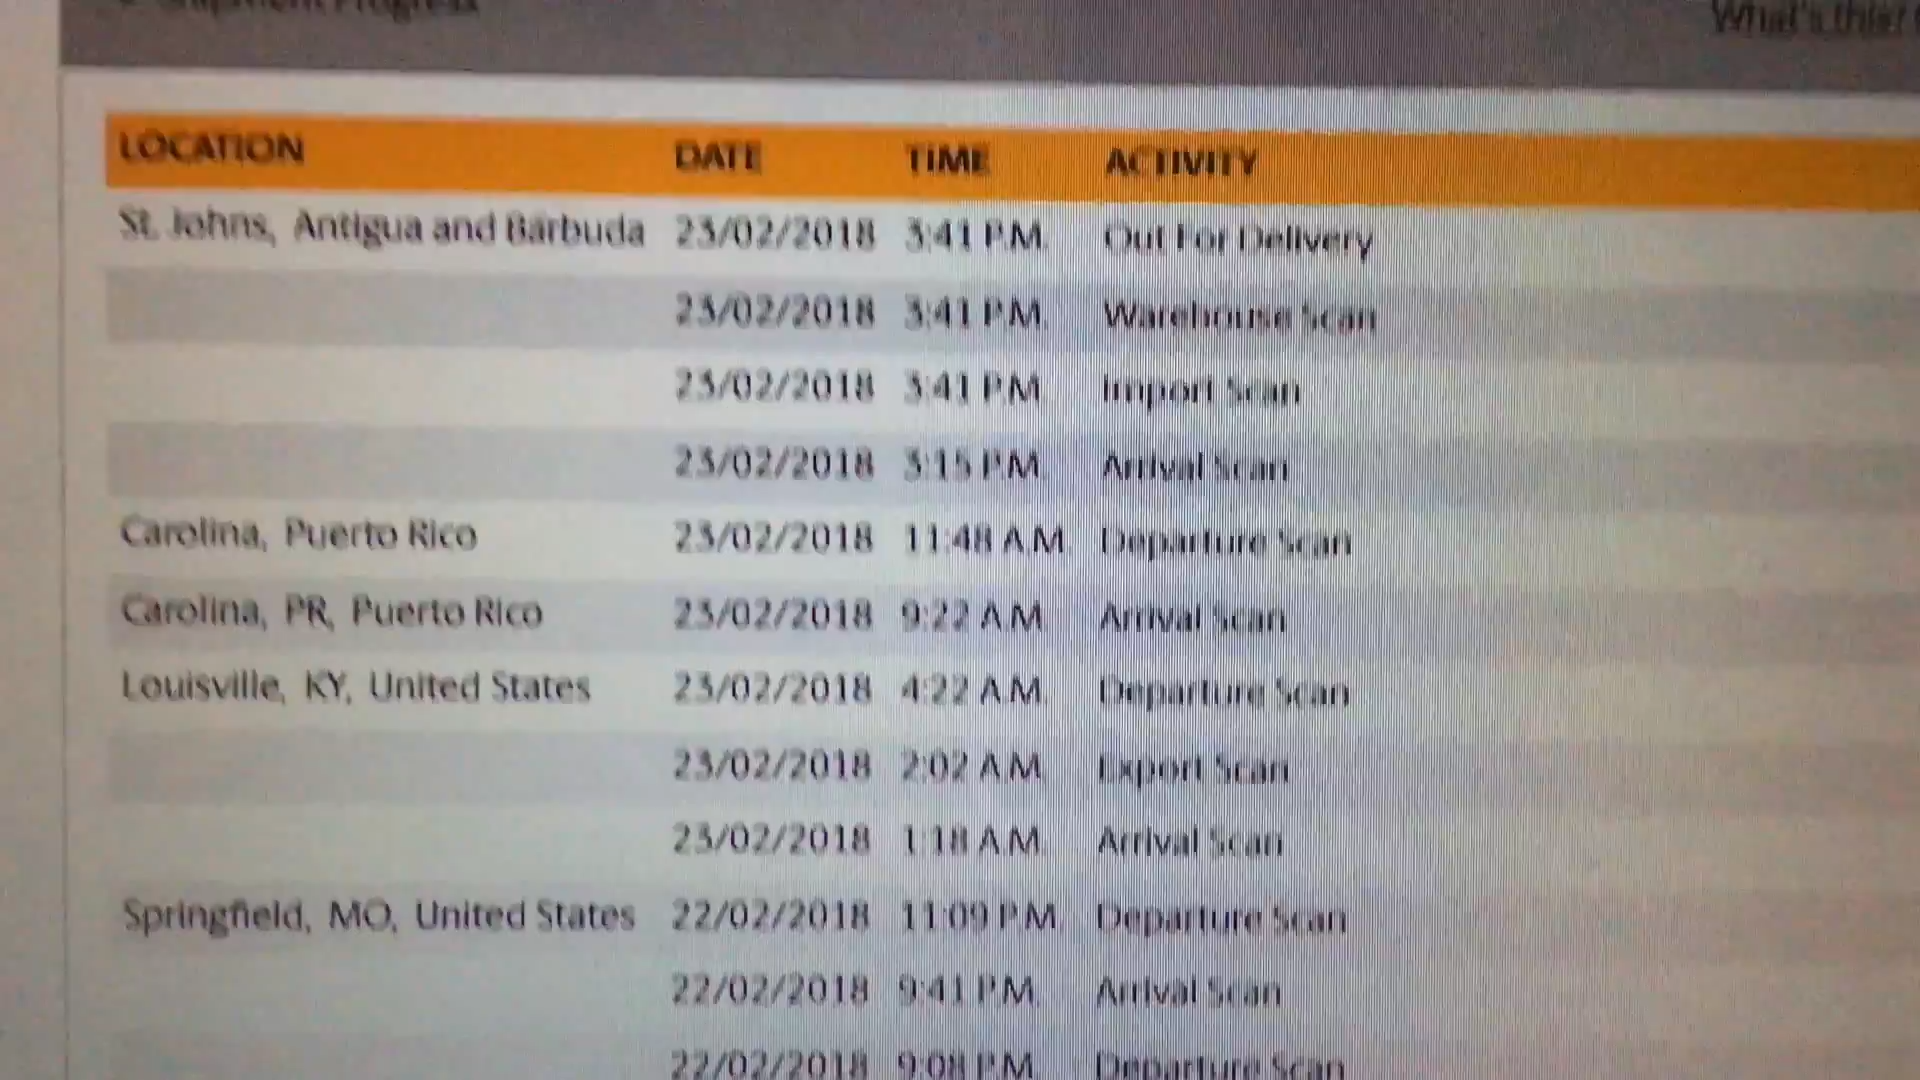 Shipment Progress What's this?
LOCATION DATE TIME ACTIVITY
St. Johns, Antigua and Barbuda 23/02/2018 3:41 P.M. Out For Delivery
23/02/2018 3:41 P.M. Warehouse Scan
23/02/2018 3:41 P.M. Import Scan
23/02/2018 3:15 P.M. Arrival Scan
Carolina, Puerto Rico 23/02/2018 11:48 A.M. Departure Scan
Carolina, PR, Puerto Rico 23/02/2018 9:22 A.M. Arrival Scan
Louisville, KY, United States 23/02/2018 4:22 A.M. Departure Scan
23/02/2018 2:02 A.M. Export Scan
23/02/2018 1:18 A.M. Arrival Scan
Springfield, MO, United States 22/02/2018 11:09 P.M. Departure Scan
22/02/2018 9:41 P.M. Arrival Scan
22/02/2018 9:08 P.M. Departure Scan